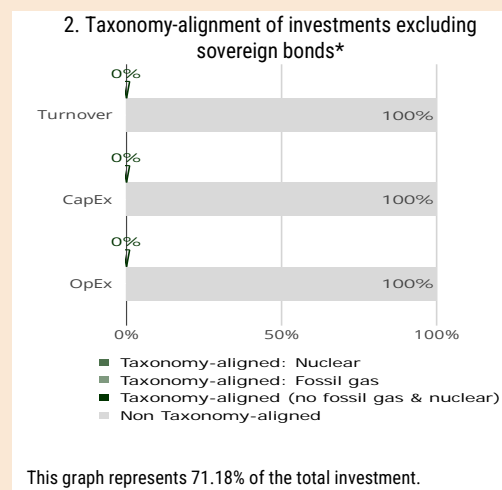 2. Taxonomy-alignment of investments excluding
sovereign bonds*
0%
Turnover 100%
0%
CapEx 100%
0%
OpEx 100%
0% 50% 100%
Taxonomy-aligned: Nuclear
Taxonomy-aligned: Fossil gas
Taxonomy-aligned (no fossil gas & nuclear)
Non Taxonomy-aligned
This graph represents 71.18% of the total investment.